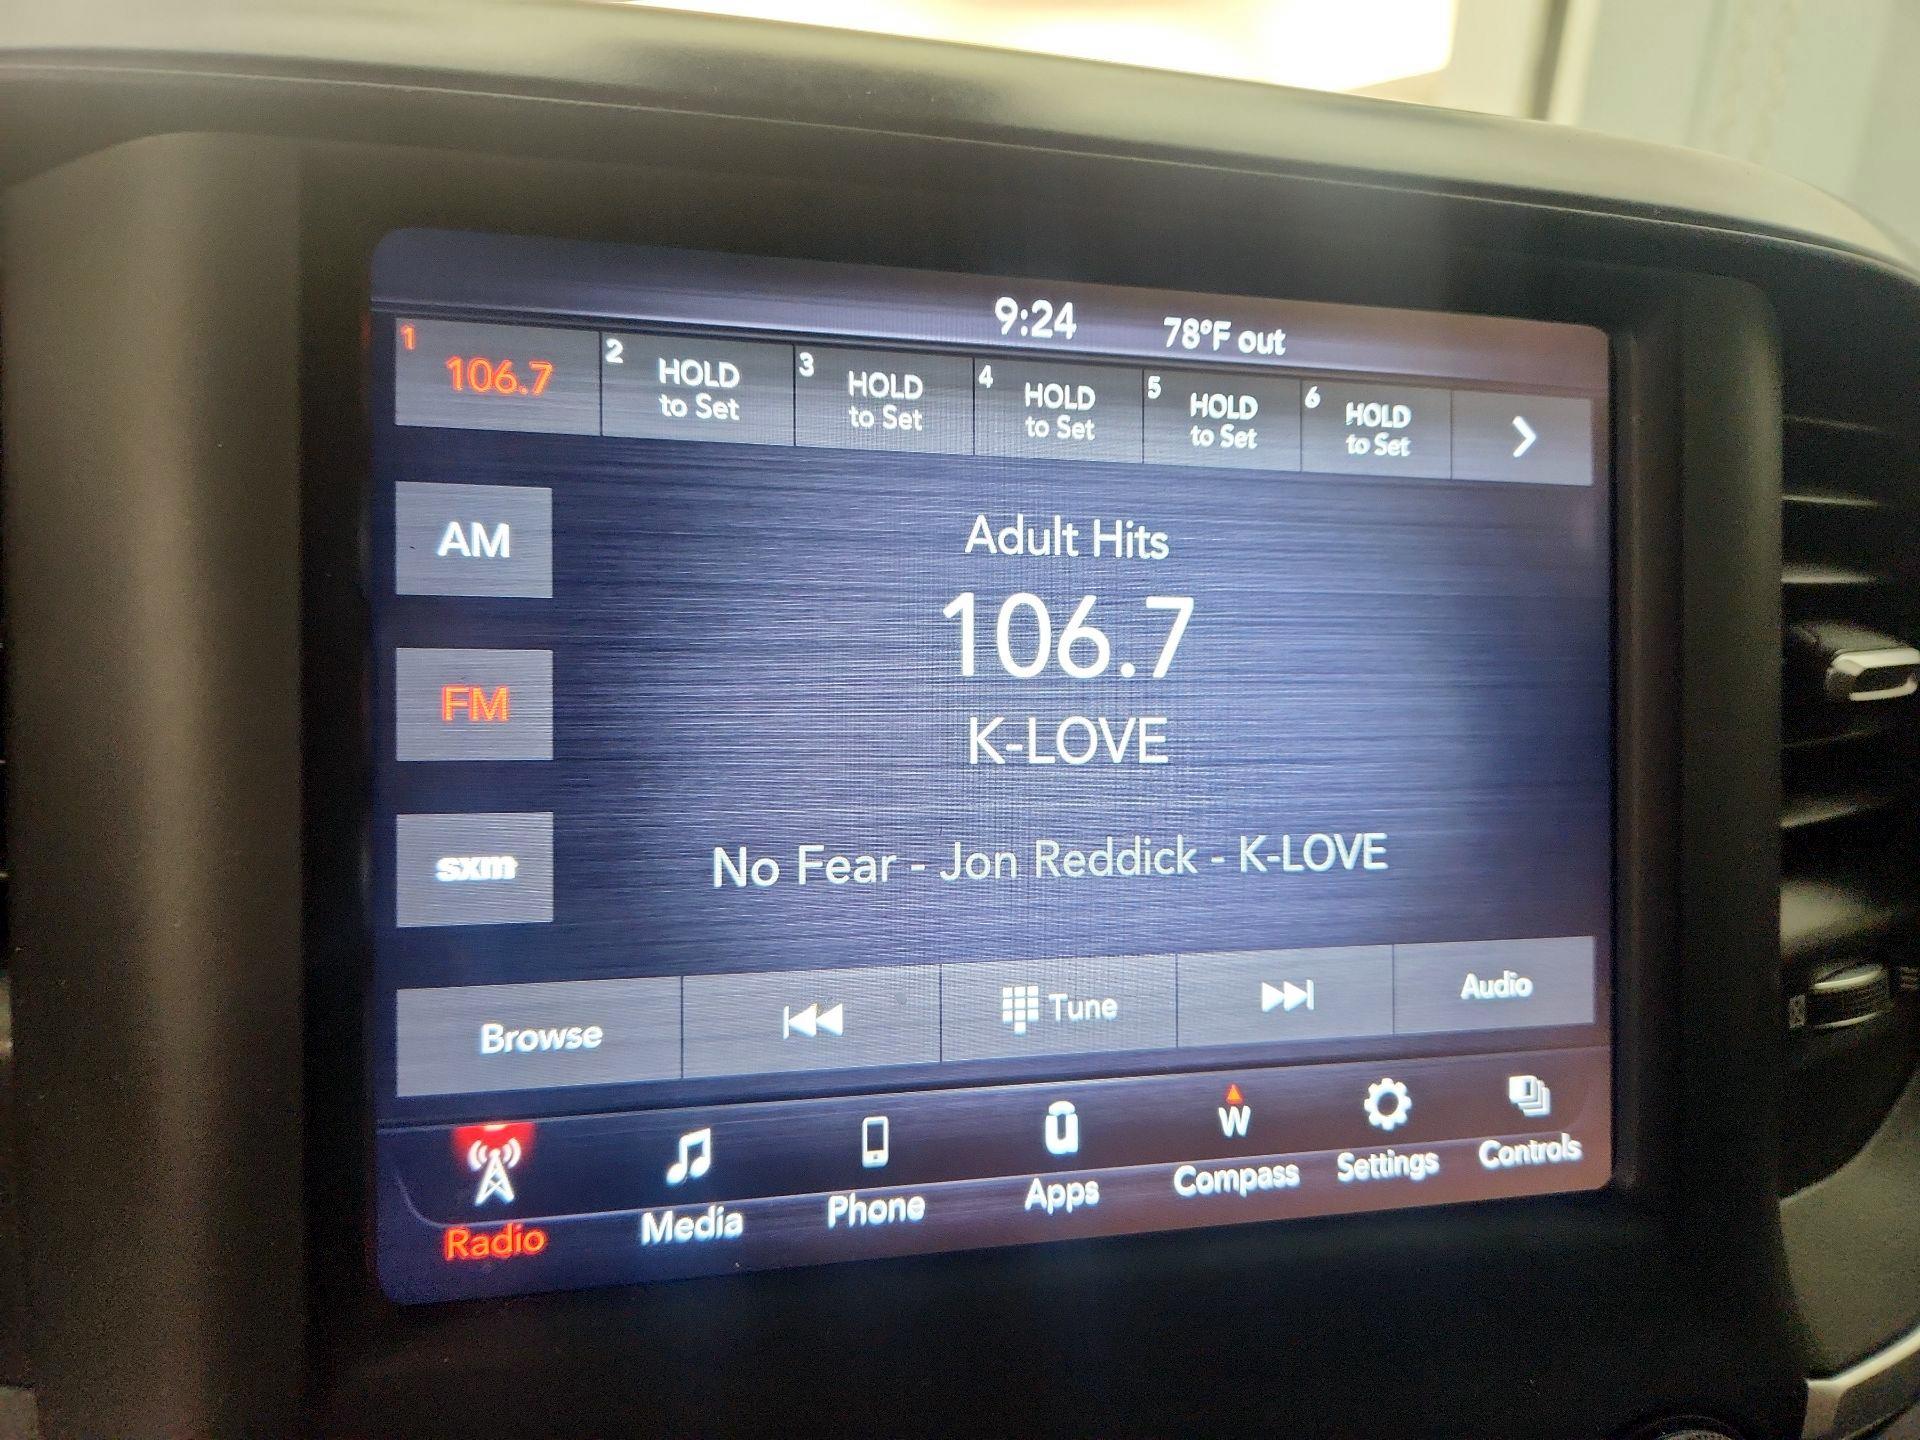 9:24 78°F out
1 106.7
2 HOLD
to Set
3 HOLD
to Set
4 HOLD
to Set
5 HOLD
to Set
6 HOLD
to Set
AM
FM
sxm
Adult Hits
106.7
K-LOVE
No Fear - Jon Reddick - K-LOVE
Browse
Tune
Audio
Radio
Media
Phone
Apps
W
Compass
Settings
Controls